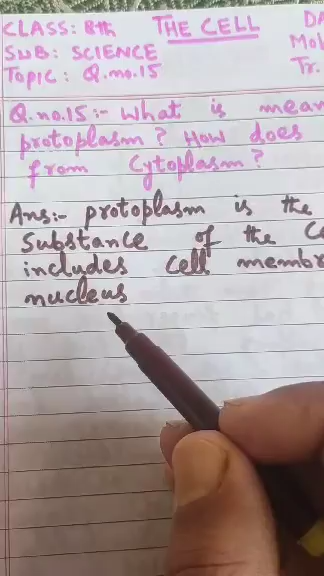 CLASS: 8th THE CELL
SUB: SCIENCE
TOPIC: Q.no.15
Q.no.15:- What is
protoplasm? How does
from Cytoplasm?
Ans:- protoplasm is the
Substance of the
includes cell
nucleus